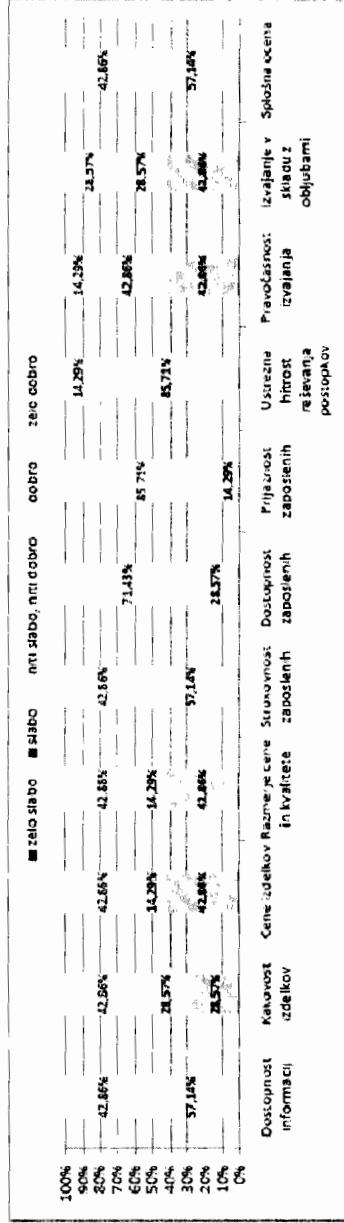 ■ zelo slabo ■ slabo niti slabo, niti dobro dobro zelo dobro
100%
90%
80%
70%
60%
50%
40%
30%
20%
10%
0%
42,86%
57,14%
42,86%
28,57%
28,57%
42,86%
14,29%
42,86%
42,86%
14,29%
42,86%
42,86%
57,14%
71,43%
28,57%
85,71%
14,29%
14,29%
85,71%
14,29%
42,86%
42,86%
28,57%
28,57%
42,86%
42,86%
57,14%
Dostopnost
informacij
Kakovost
izdelkov
Cene izdelkov
Razmerje cene
in kvalitete
Strokovnost
zaposlenih
Dostopnost
zaposlenih
Prijaznost
zaposlenih
Ustrezna
hitrost
reševanja
postopkov
Pravočasnost
izvajanja
Izvajanje v
skladu z
obljubami
Splošna ocena